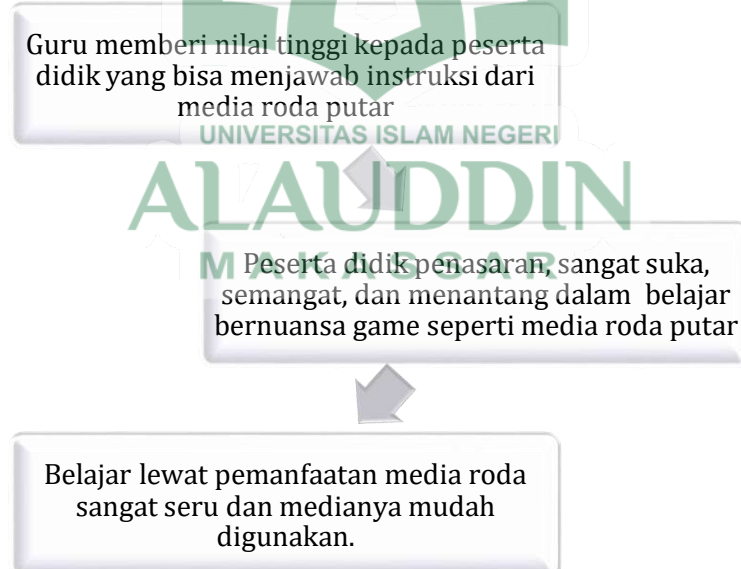 Guru memberi nilai tinggi kepada peserta
didik yang bisa menjawab instruksi dari
media roda putar
UNIVERSITAS ISLAM NEGERI
ALAUDDIN
MAKASSAR
Peserta didik penasaran, sangat suka,
semangat, dan menantang dalam belajar
bernuansa game seperti media roda putar
Belajar lewat pemanfaatan media roda
sangat seru dan medianya mudah
digunakan.